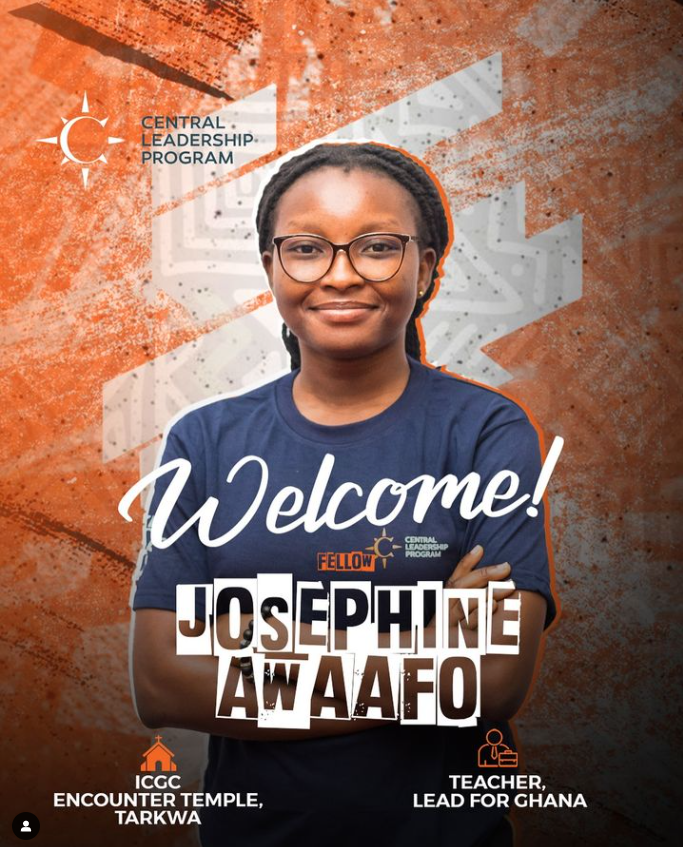 CENTRAL
LEADERSHIP
PROGRAM
Welcome!
FELLOW
CENTRAL
LEADERSHIP
PROGRAM
JOSEPHINE
AWAAFO
ICGC
ENCOUNTER TEMPLE,
TARKWA
TEACHER,
LEAD FOR GHANA